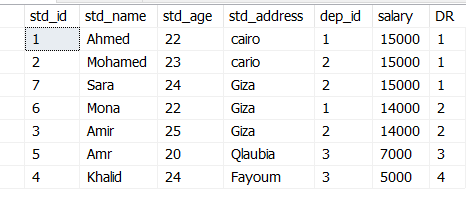 std_id std_name std_age std_address dep_id salary DR
1 Ahmed 22 cairo 1 15000 1
2 Mohamed 23 cario 2 15000 1
7 Sara 24 Giza 2 15000 1
6 Mona 22 Giza 1 14000 2
3 Amir 25 Giza 2 14000 2
5 Amr 20 Qlaubia 3 7000 3
4 Khalid 24 Fayoum 3 5000 4